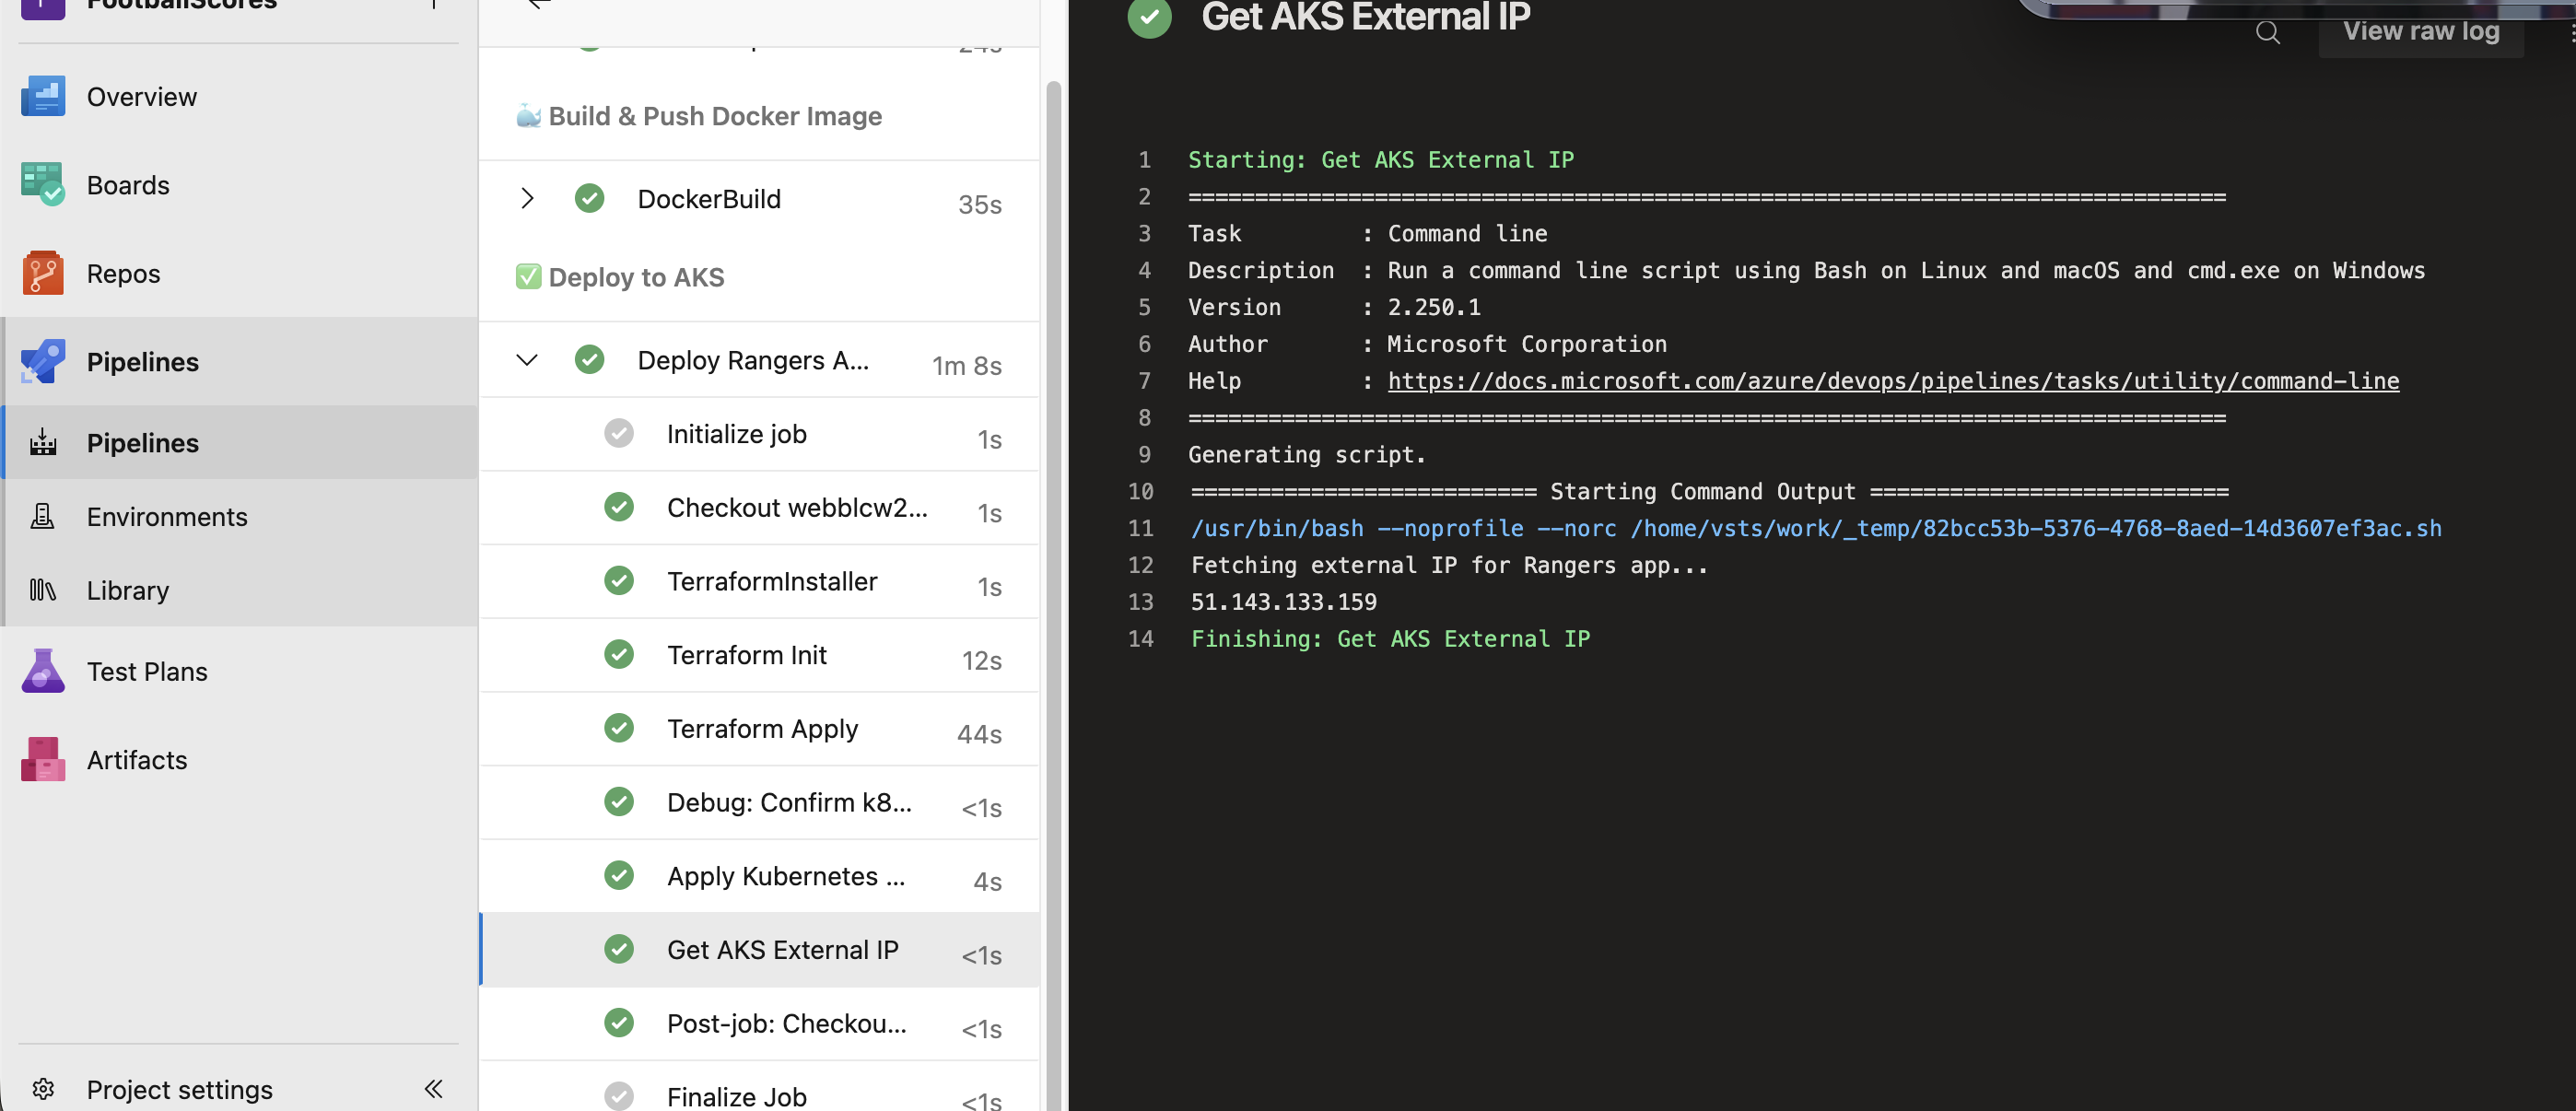 FootballScores
Overview
Boards
Repos
Pipelines
Pipelines
Environments
Library
Test Plans
Artifacts
Project settings
24s
Build & Push Docker Image
DockerBuild 35s
Deploy to AKS
Deploy Rangers A... 1m 8s
Initialize job 1s
Checkout webblcw2... 1s
TerraformInstaller 1s
Terraform Init 12s
Terraform Apply 44s
Debug: Confirm k8... <1s
Apply Kubernetes ... 4s
Get AKS External IP <1s
Post-job: Checkou... <1s
Finalize Job <1s
Get AKS External IP
View raw log
1 Starting: Get AKS External IP
2 ==============================================================================
3 Task : Command line
4 Description : Run a command line script using Bash on Linux and macOS and cmd.exe on Windows
5 Version : 2.250.1
6 Author : Microsoft Corporation
7 Help : https://docs.microsoft.com/azure/devops/pipelines/tasks/utility/command-line
8 ==============================================================================
9 Generating script.
10 ========================== Starting Command Output ===========================
11 /usr/bin/bash --noprofile --norc /home/vsts/work/_temp/82bcc53b-5376-4768-8aed-14d3607ef3ac.sh
12 Fetching external IP for Rangers app...
13 51.143.133.159
14 Finishing: Get AKS External IP